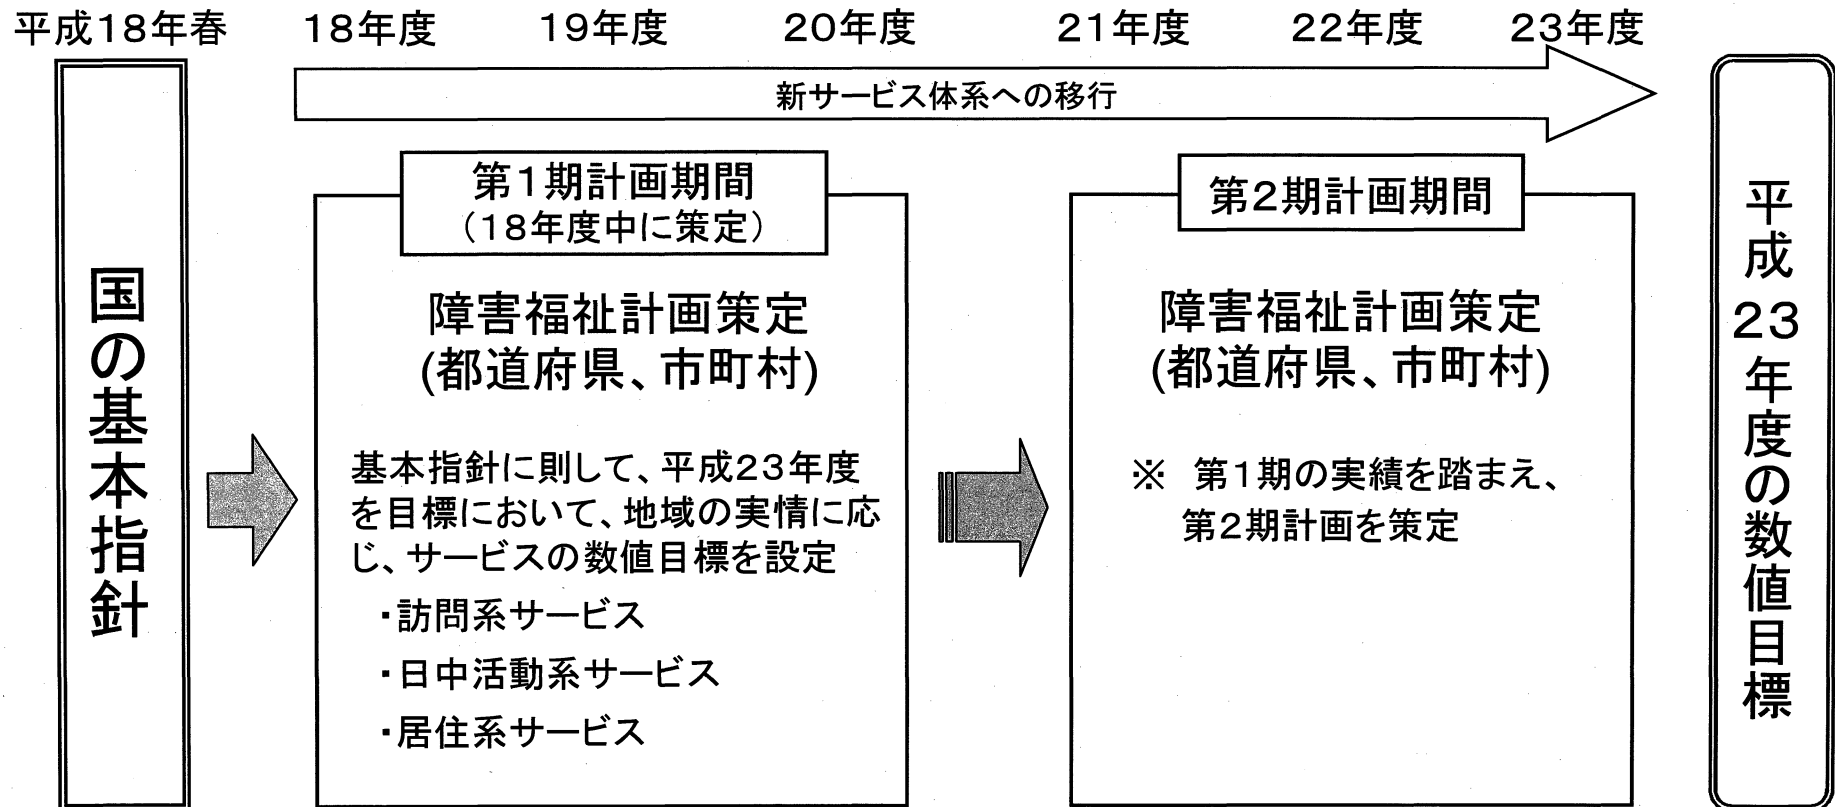 平成18年春　18年度　19年度　20年度　21年度　22年度　23年度
新サービス体系への移行
国の基本指針
第1期計画期間
（18年度中に策定）
障害福祉計画策定
(都道府県、市町村)
基本指針に則して、平成23年度
を目標において、地域の実情に応
じ、サービスの数値目標を設定
・訪問系サービス
・日中活動系サービス
・居住系サービス
第2期計画期間
障害福祉計画策定
(都道府県、市町村)
※　第1期の実績を踏まえ、
第2期計画を策定
平成23年度の数値目標